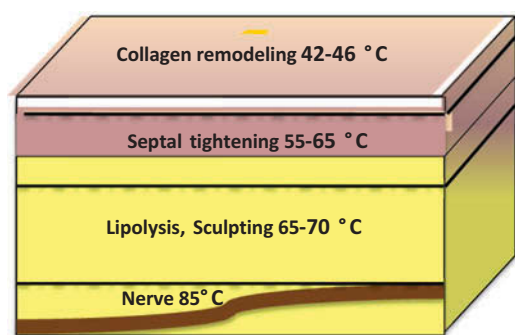 Collagen remodeling 42-46 °C
Septal tightening 55-65 °C
Lipolysis, Sculpting 65-70 °C
Nerve 85°C